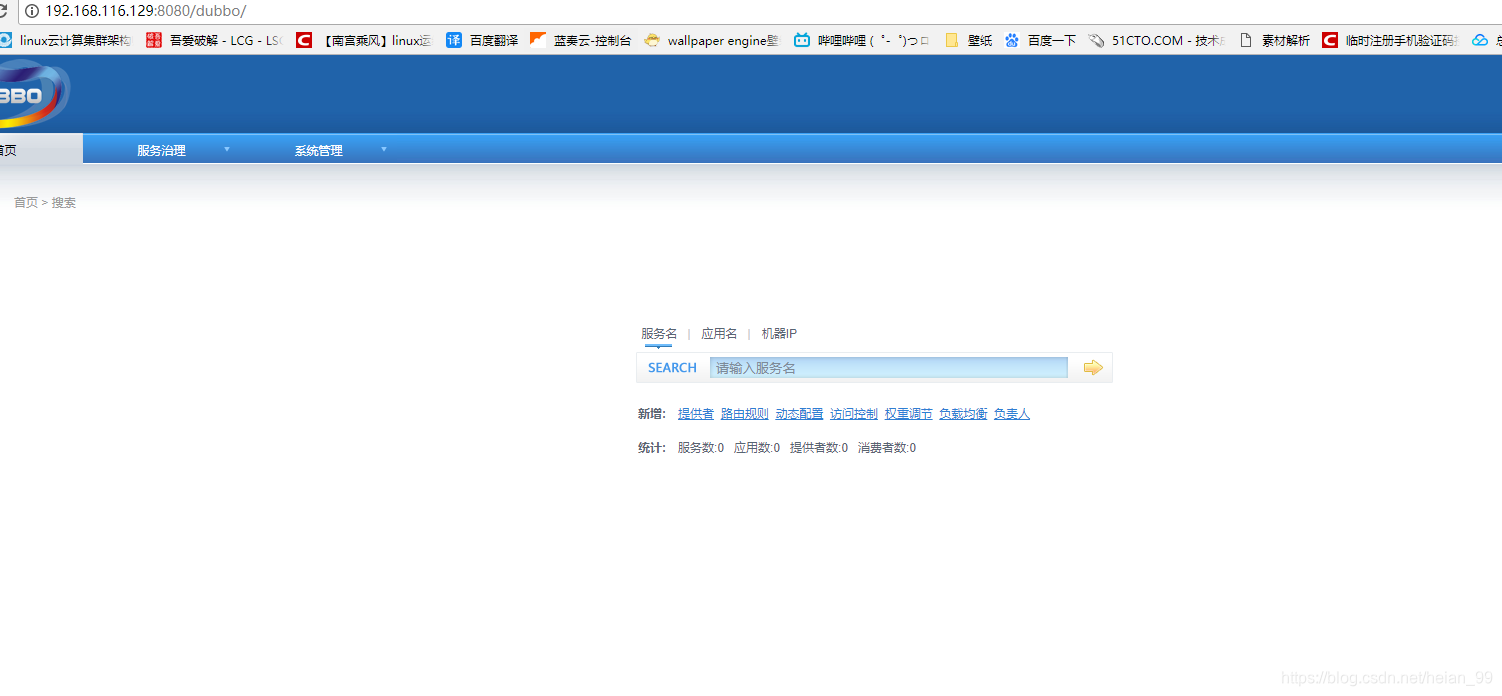 192.168.116.129:8080/dubbo/
linux云计算集群架构 吾爱破解 - LCG - LS 【南宫乘风】linux运 百度翻译 蓝奏云-控制台 wallpaper engine壁 哔哩哔哩 ( ゜- ゜)つロ 壁纸 百度一下 51CTO.COM - 技术成 素材解析 临时注册手机验证码 总
BBO
首页 服务治理 系统管理
首页 > 搜索
服务名 | 应用名 | 机器IP
SEARCH 请输入服务名
新增: 提供者 路由规则 动态配置 访问控制 权重调节 负载均衡 负责人
统计: 服务数:0 应用数:0 提供者数:0 消费者数:0
https://blog.csdn.net/heian_99